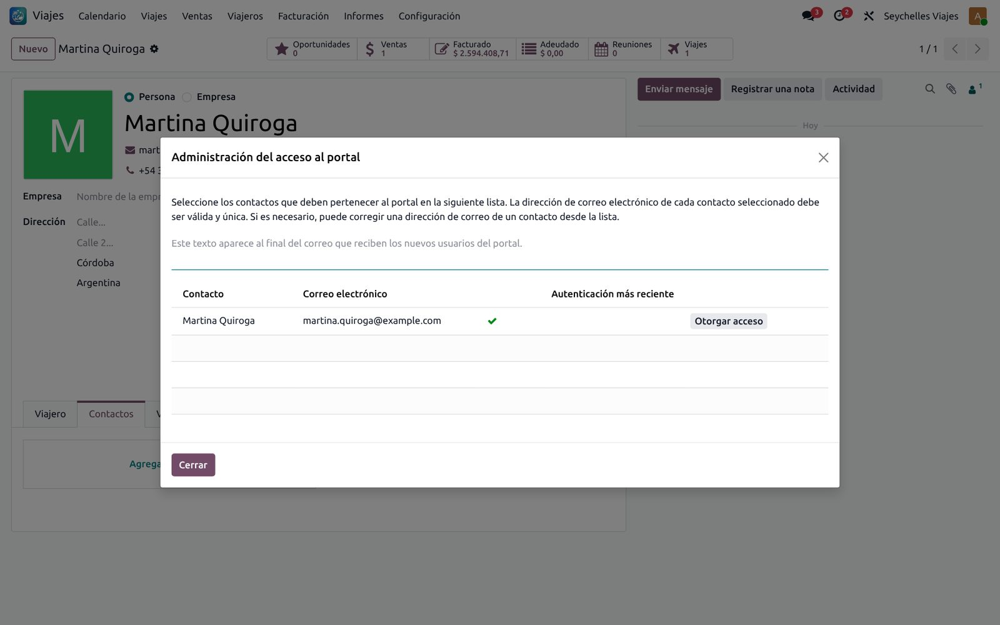 Viajes Calendario Viajes Ventas Viajeros Facturación Informes Configuración 3 2 Seychelles Viajes A
Nuevo Martina Quiroga
Oportunidades 0
Ventas 1
Facturado $ 2.594.408,71
Adeudado $ 0,00
Reuniones 0
Viajes 1
1 / 1
M
Persona Empresa
Martina Quiroga
mart
+54
Empresa Nombre de la empr
Dirección Calle...
Calle 2...
Córdoba
Argentina
Viajero Contactos
Agrega
Enviar mensaje Registrar una nota Actividad 1
Hoy
Administración del acceso al portal
Seleccione los contactos que deben pertenecer al portal en la siguiente lista. La dirección de correo electrónico de cada contacto seleccionado debe
ser válida y única. Si es necesario, puede corregir una dirección de correo de un contacto desde la lista.
Este texto aparece al final del correo que reciben los nuevos usuarios del portal.
Contacto Correo electrónico Autenticación más reciente
Martina Quiroga martina.quiroga@example.com Otorgar acceso
Cerrar